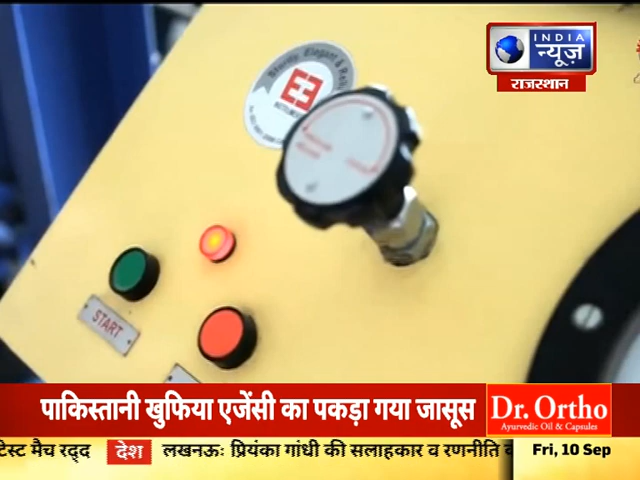 INDIA
न्यूज़
राजस्थान
START
पाकिस्तानी खुफिया एजेंसी का पकड़ा गया जासूस
Dr. Ortho
Ayurvedic Oil & Capsules
टेस्ट मैच रद्द
देश
लखनऊः प्रियंका गांधी की सलाहकार व रणनीति
Fri, 10 Sep